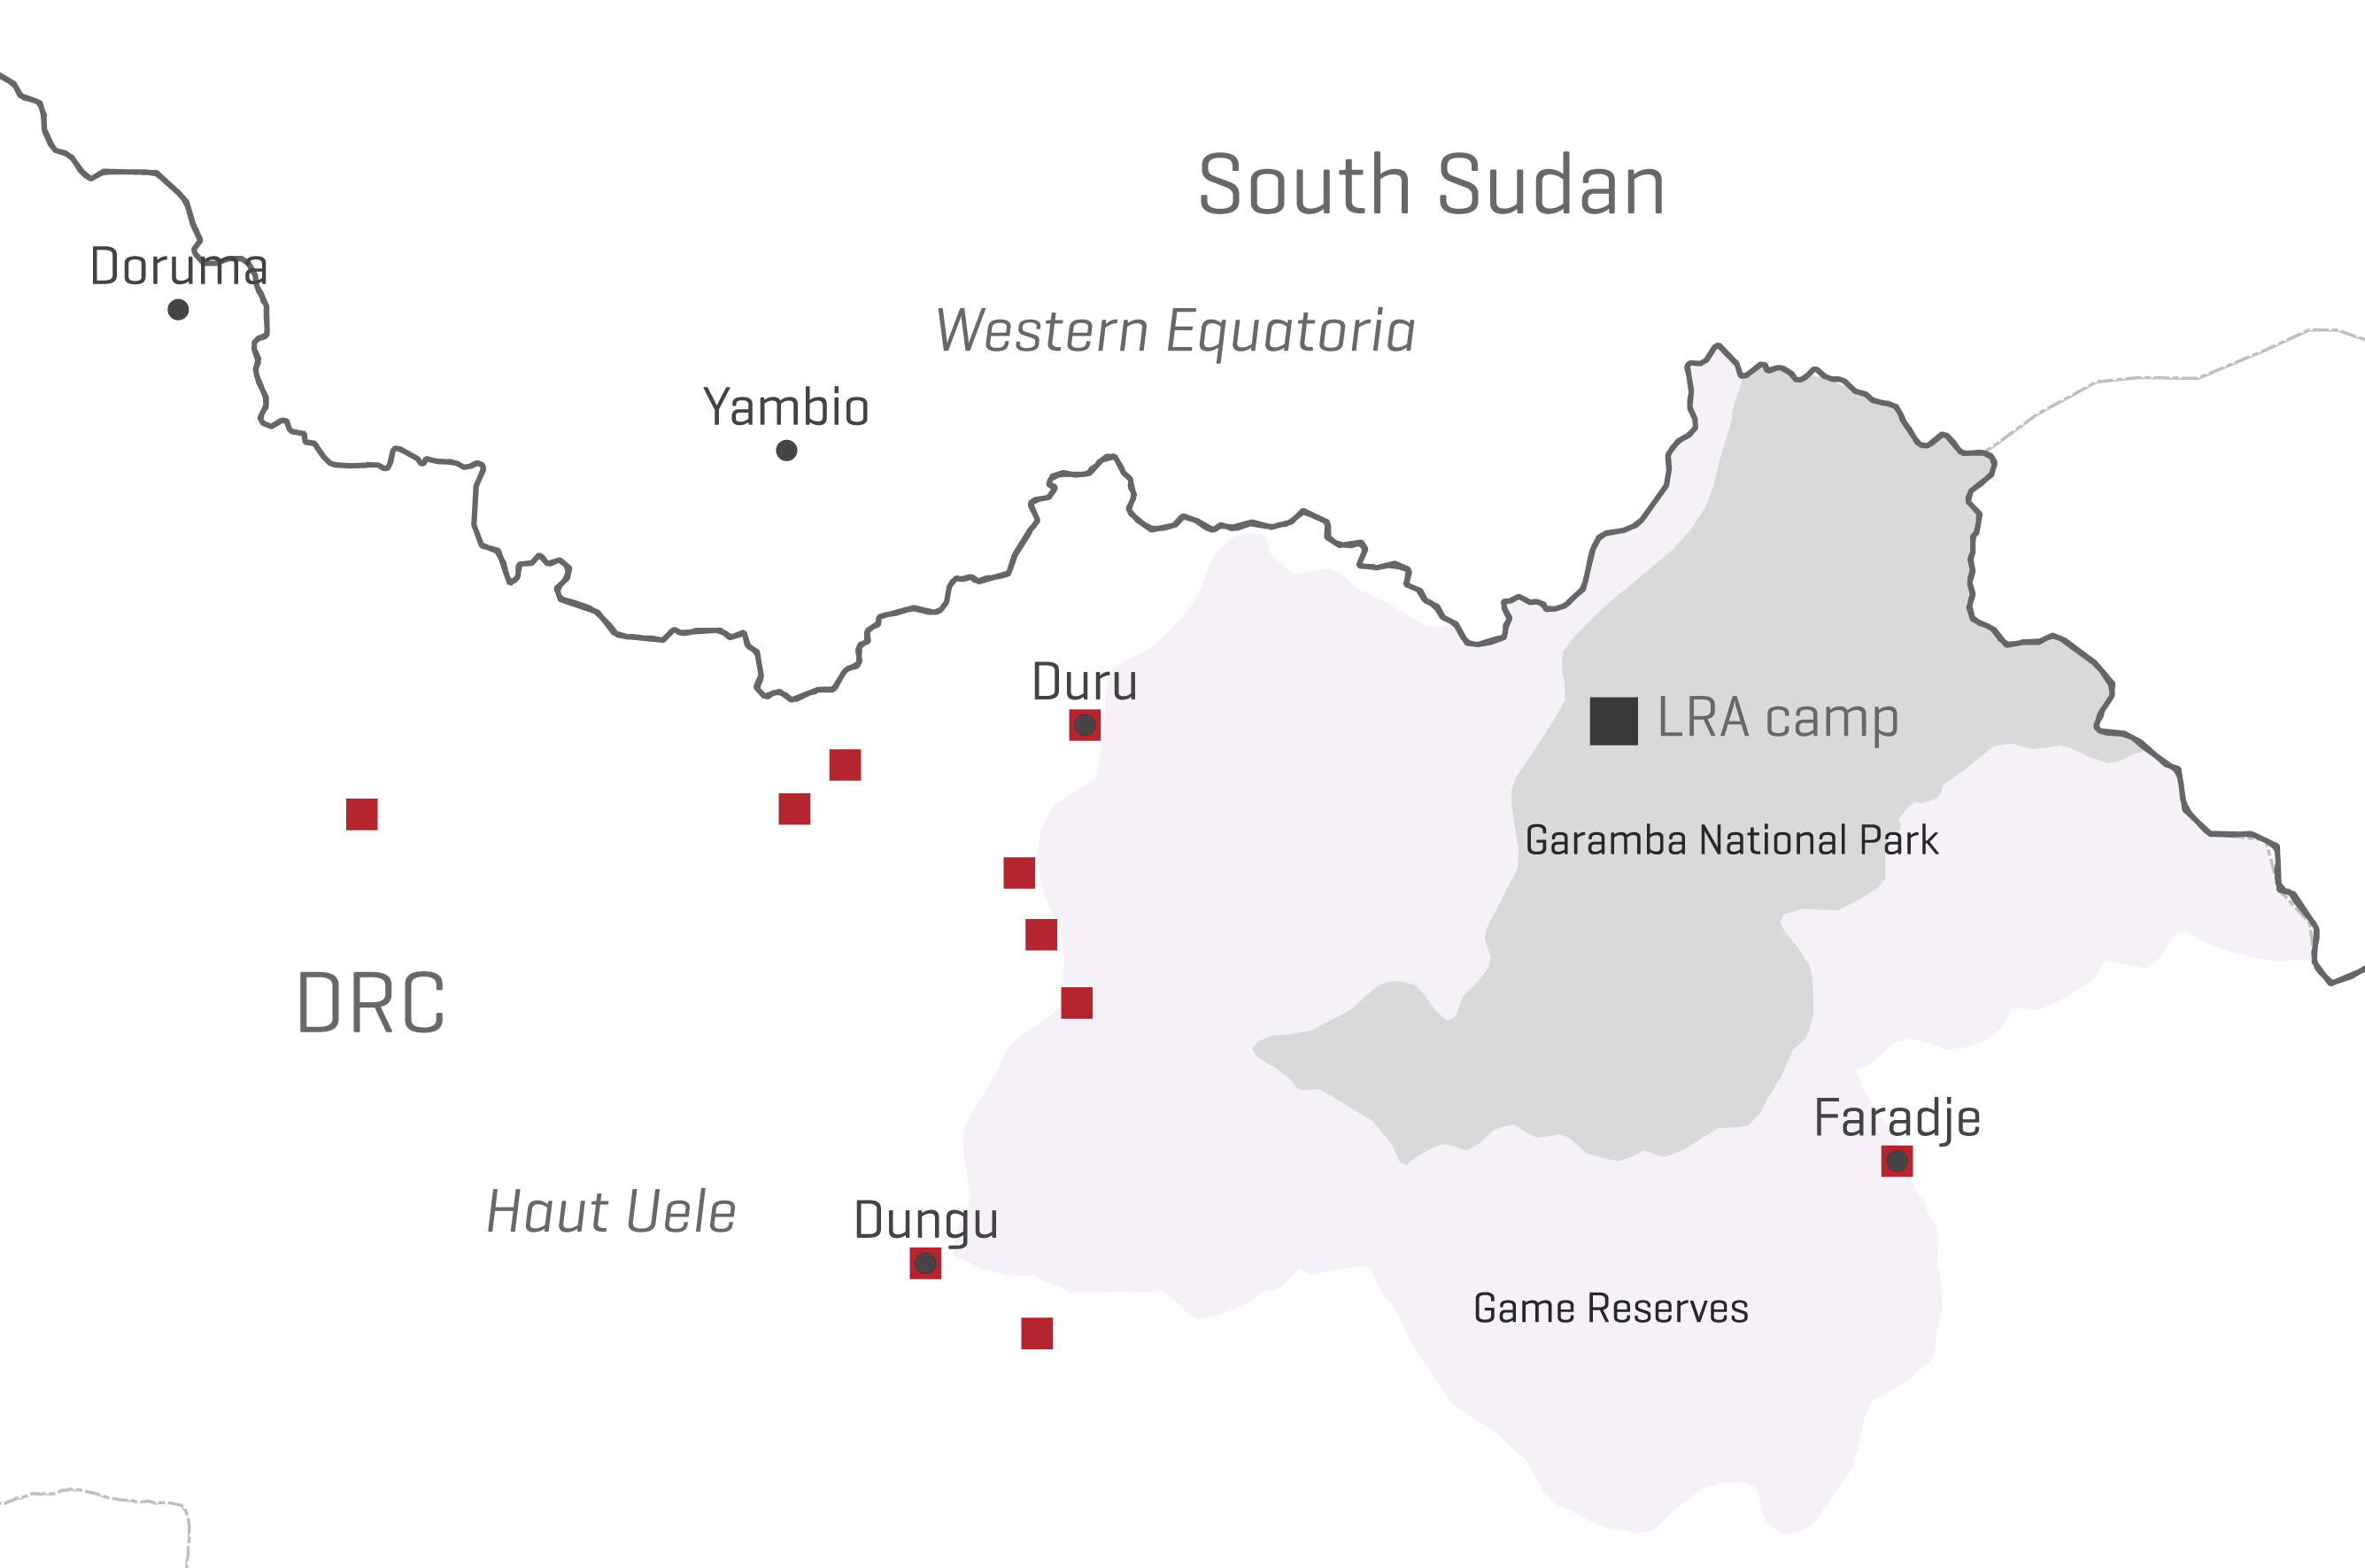 South Sudan
Doruma
Western Equatoria
Yambio
Duru
LRA camp
Garamba National Park
DRC
Faradje
Haut Uele
Dungu
Game Reserves